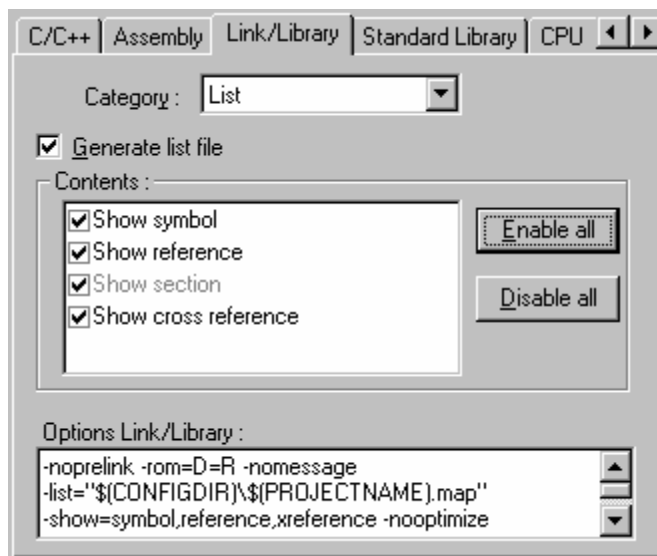 C/C++ Assembly Link/Library Standard Library CPU
Category : List
Generate list file
Contents :
Show symbol
Show reference
Show section
Show cross reference
Enable all
Disable all
Options Link/Library :
-noprelink -rom=D=R -nomessage
-list="$(CONFIGDIR)\$(PROJECTNAME).map"
-show=symbol,reference,xreference -nooptimize